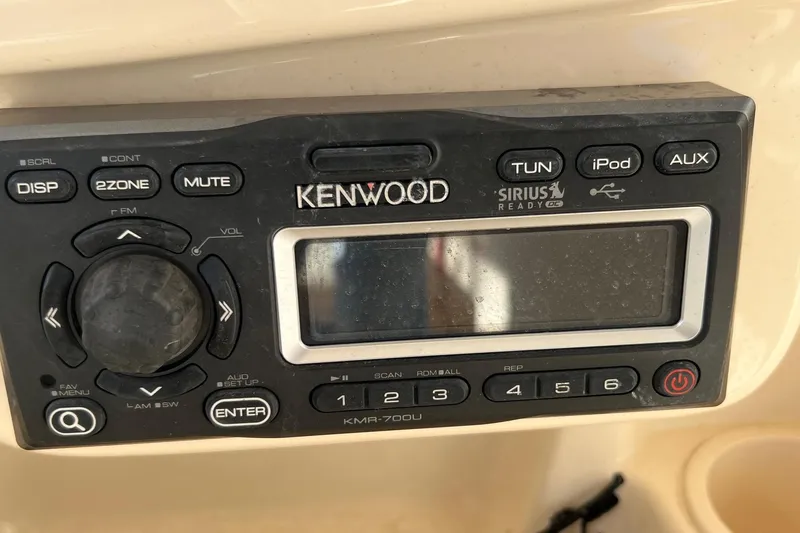 SCRL
CONT
DISP
2ZONE
MUTE
KENWOOD
TUN
iPod
AUX
SIRIUS
READY DC
FM
VOL
FAV
MENU
AM SW
AUD
SET UP
ENTER
SCAN
RDM ALL
REP
1 2 3
4 5 6
KMR-700U